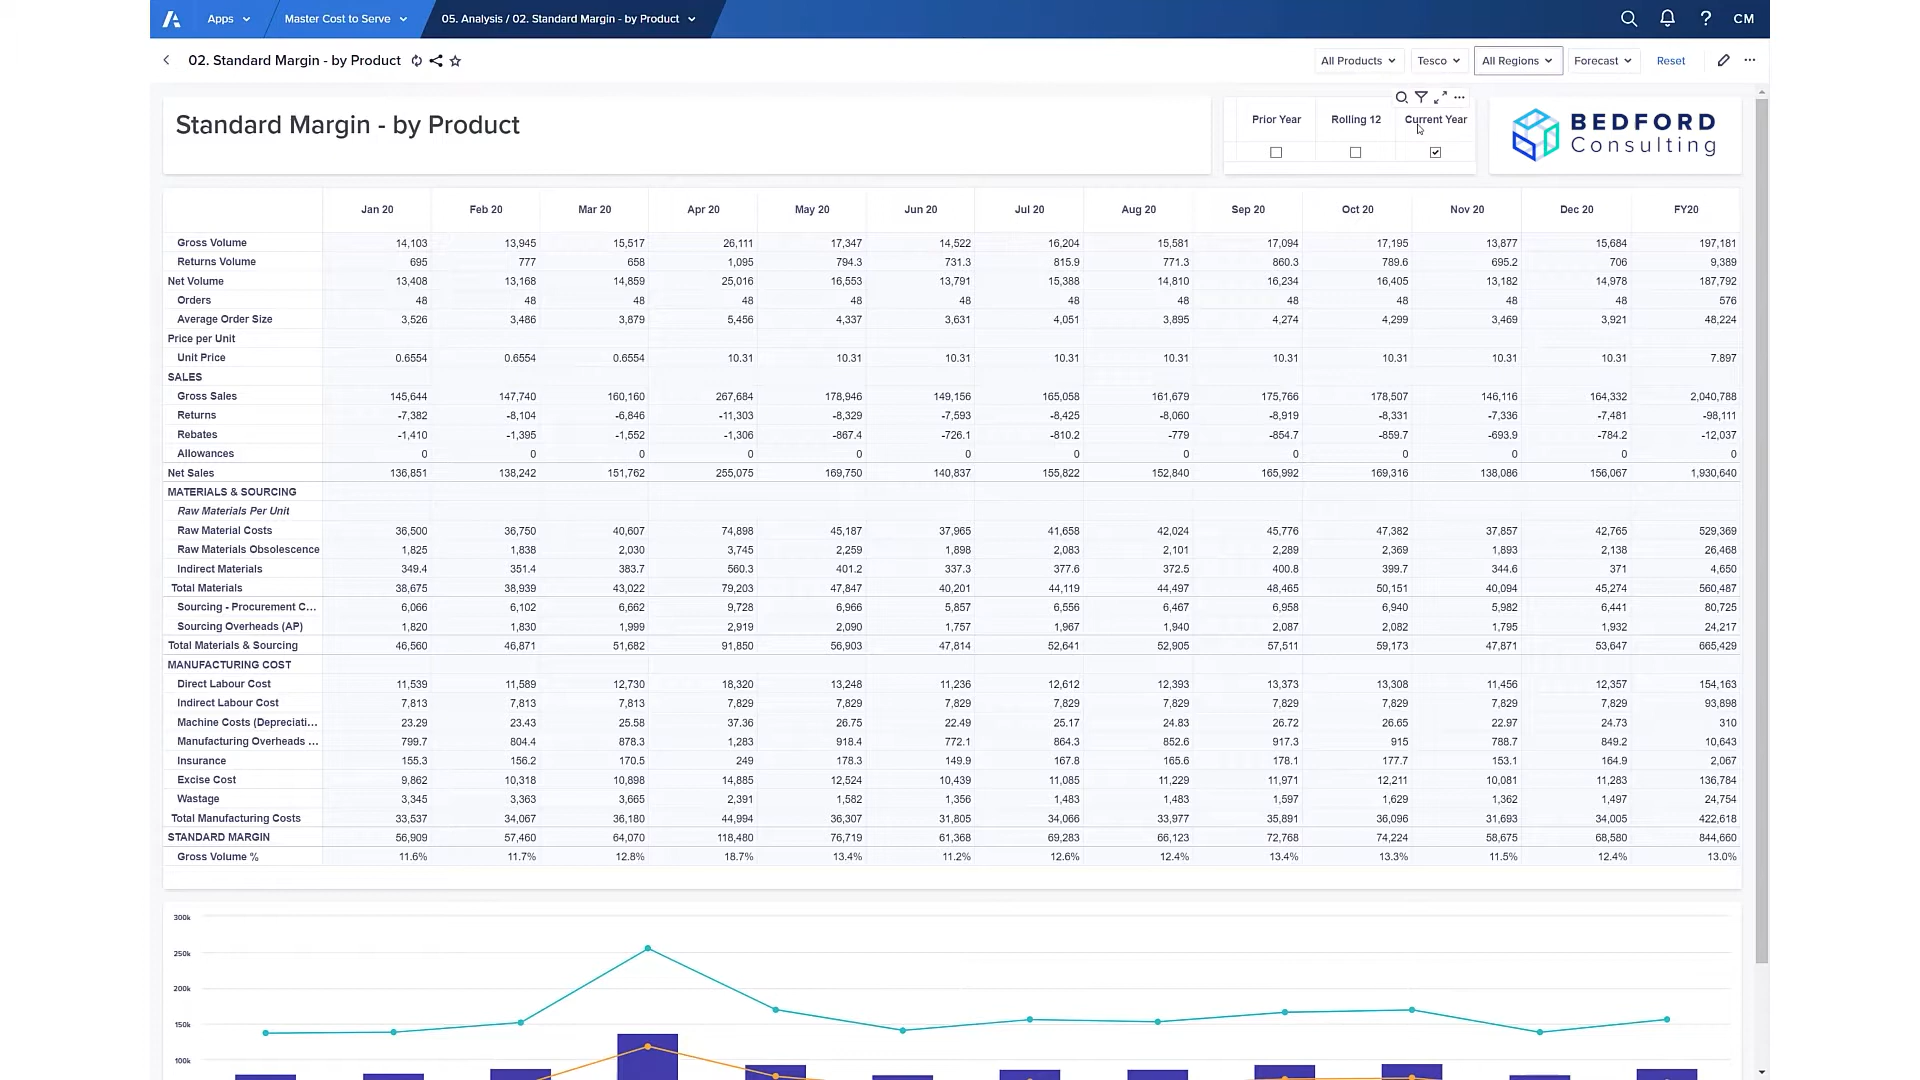 Apps Master Cost to Serve 05. Analysis / 02. Standard Margin - by Product CM
02. Standard Margin - by Product All Products Tesco All Regions Forecast Reset
Standard Margin - by Product
Prior Year Rolling 12 Current Year
BEDFORD
Consulting
Jan 20 Feb 20 Mar 20 Apr 20 May 20 Jun 20 Jul 20 Aug 20 Sep 20 Oct 20 Nov 20 Dec 20 FY20
Gross Volume 14,103 13,945 15,517 26,111 17,347 14,522 16,204 15,581 17,094 17,195 13,877 15,684 197,181
Returns Volume 695 777 658 1,095 794.3 731.3 815.9 771.3 860.3 789.6 695.2 706 9,389
Net Volume 13,408 13,168 14,859 25,016 16,553 13,791 15,388 14,810 16,234 16,405 13,182 14,978 187,792
Orders 48 48 48 48 48 48 48 48 48 48 48 48 576
Average Order Size 3,526 3,486 3,879 5,456 4,337 3,631 4,051 3,895 4,274 4,299 3,469 3,921 48,224
Price per Unit
Unit Price 0.6554 0.6554 0.6554 10.31 10.31 10.31 10.31 10.31 10.31 10.31 10.31 10.31 7.897
SALES
Gross Sales 145,644 147,740 160,160 267,684 178,946 149,156 165,058 161,679 175,766 178,507 146,116 164,332 2,040,788
Returns -7,382 -8,104 -6,846 -11,303 -8,329 -7,593 -8,425 -8,060 -8,919 -8,331 -7,336 -7,481 -98,111
Rebates -1,410 -1,395 -1,552 -1,306 -867.4 -726.1 -810.2 -779 -854.7 -859.7 -693.9 -784.2 -12,037
Allowances 0 0 0 0 0 0 0 0 0 0 0 0 0
Net Sales 136,851 138,242 151,762 255,075 169,750 140,837 155,822 152,840 165,992 169,316 138,086 156,067 1,930,640
MATERIALS & SOURCING
Raw Materials Per Unit
Raw Material Costs 36,500 36,750 40,607 74,898 45,187 37,965 41,658 42,024 45,776 47,382 37,857 42,765 529,369
Raw Materials Obsolescence 1,825 1,838 2,030 3,745 2,259 1,898 2,083 2,101 2,289 2,369 1,893 2,138 26,468
Indirect Materials 349.4 351.4 383.7 560.3 401.2 337.3 377.6 372.5 400.8 399.7 344.6 371 4,650
Total Materials 38,675 38,939 43,022 79,203 47,847 40,201 44,119 44,497 48,465 50,151 40,094 45,274 560,487
Sourcing - Procurement C... 6,066 6,102 6,662 9,728 6,966 5,857 6,556 6,467 6,958 6,940 5,982 6,441 80,725
Sourcing Overheads (AP) 1,820 1,830 1,999 2,919 2,090 1,757 1,967 1,940 2,087 2,082 1,795 1,932 24,217
Total Materials & Sourcing 46,560 46,871 51,682 91,850 56,903 47,814 52,641 52,905 57,511 59,173 47,871 53,647 665,429
MANUFACTURING COST
Direct Labour Cost 11,539 11,589 12,730 18,320 13,248 11,236 12,612 12,393 13,373 13,308 11,456 12,357 154,163
Indirect Labour Cost 7,813 7,813 7,813 7,829 7,829 7,829 7,829 7,829 7,829 7,829 7,829 7,829 93,898
Machine Costs (Depreciati... 23.29 23.43 25.58 37.36 26.75 22.49 25.17 24.83 26.72 26.65 22.97 24.73 310
Manufacturing Overheads ... 799.7 804.4 878.3 1,283 918.4 772.1 864.3 852.6 917.3 915 788.7 849.2 10,643
Insurance 155.3 156.2 170.5 249 178.3 149.9 167.8 165.6 178.1 177.7 153.1 164.9 2,067
Excise Cost 9,862 10,318 10,898 14,885 12,524 10,439 11,085 11,229 11,971 12,211 10,081 11,283 136,784
Wastage 3,345 3,363 3,665 2,391 1,582 1,356 1,483 1,483 1,597 1,629 1,362 1,497 24,754
Total Manufacturing Costs 33,537 34,067 36,180 44,994 36,307 31,805 34,066 33,977 35,891 36,096 31,693 34,005 422,618
STANDARD MARGIN 56,909 57,460 64,070 118,480 76,719 61,368 69,283 66,123 72,768 74,224 58,675 68,580 844,660
Gross Volume % 11.6% 11.7% 12.8% 18.7% 13.4% 11.2% 12.6% 12.4% 13.4% 13.3% 11.5% 12.4% 13.0%
300k
250k
200k
150k
100k